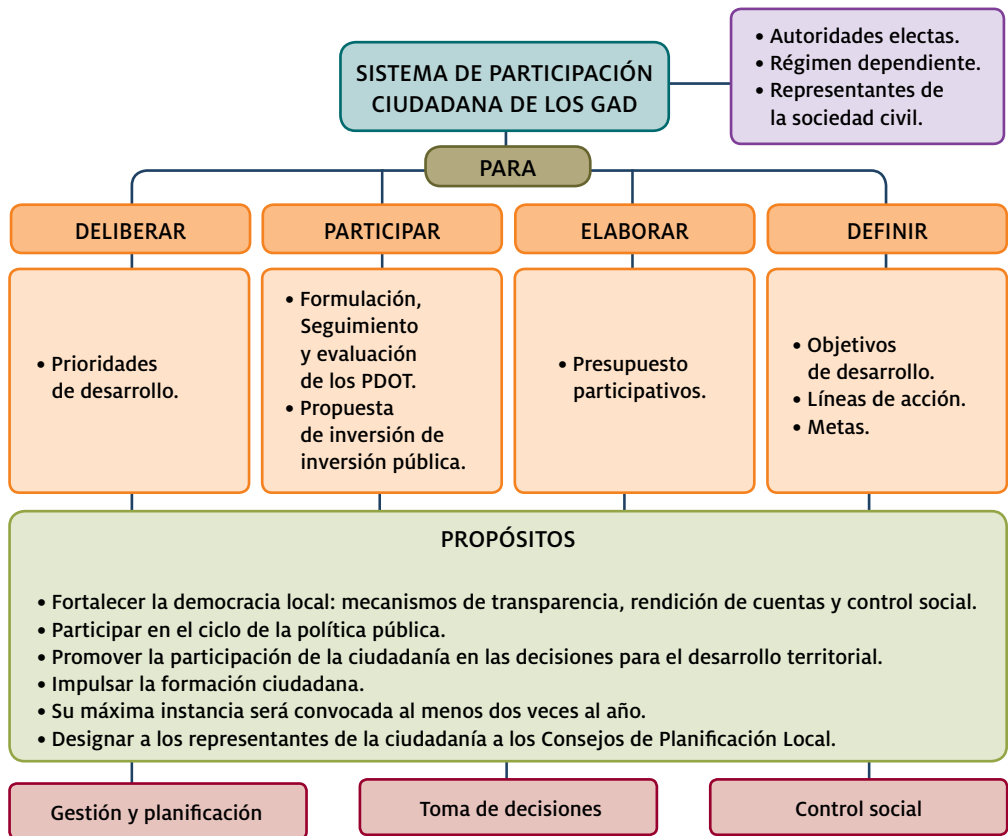 SISTEMA DE PARTICIPACIÓN
CIUDADANA DE LOS GAD
• Autoridades electas.
• Régimen dependiente.
• Representantes de
la sociedad civil.
PARA
DELIBERAR
PARTICIPAR
ELABORAR
DEFINIR
• Prioridades
de desarrollo.
• Formulación,
Seguimiento
y evaluación
de los PDOT.
• Propuesta
de inversión de
inversión pública.
• Presupuesto
participativos.
• Objetivos
de desarrollo.
• Líneas de acción.
• Metas.
PROPÓSITOS
• Fortalecer la democracia local: mecanismos de transparencia, rendición de cuentas y control social.
• Participar en el ciclo de la política pública.
• Promover la participación de la ciudadanía en las decisiones para el desarrollo territorial.
• Impulsar la formación ciudadana.
• Su máxima instancia será convocada al menos dos veces al año.
• Designar a los representantes de la ciudadanía a los Consejos de Planificación Local.
Gestión y planificación
Toma de decisiones
Control social